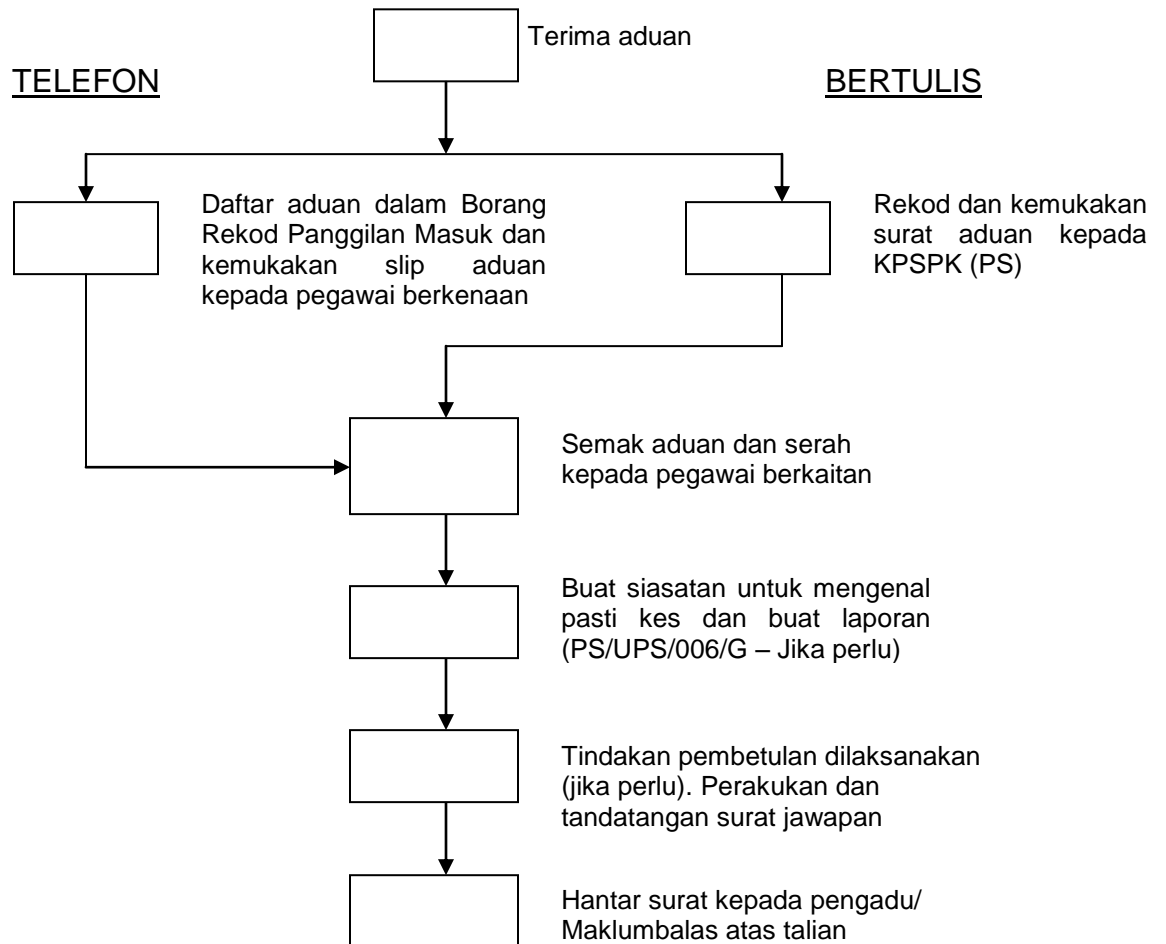 Terima aduan
TELEFON
BERTULIS
Daftar aduan dalam Borang
Rekod Panggilan Masuk dan
kemukakan slip aduan
kepada pegawai berkenaan
Rekod dan kemukakan
surat aduan kepada
KPSPK (PS)
Semak aduan dan serah
kepada pegawai berkaitan
Buat siasatan untuk mengenal
pasti kes dan buat laporan
(PS/UPS/006/G – Jika perlu)
Tindakan pembetulan dilaksanakan
(jika perlu). Perakukan dan
tandatangan surat jawapan
Hantar surat kepada pengadu/
Maklumbalas atas talian